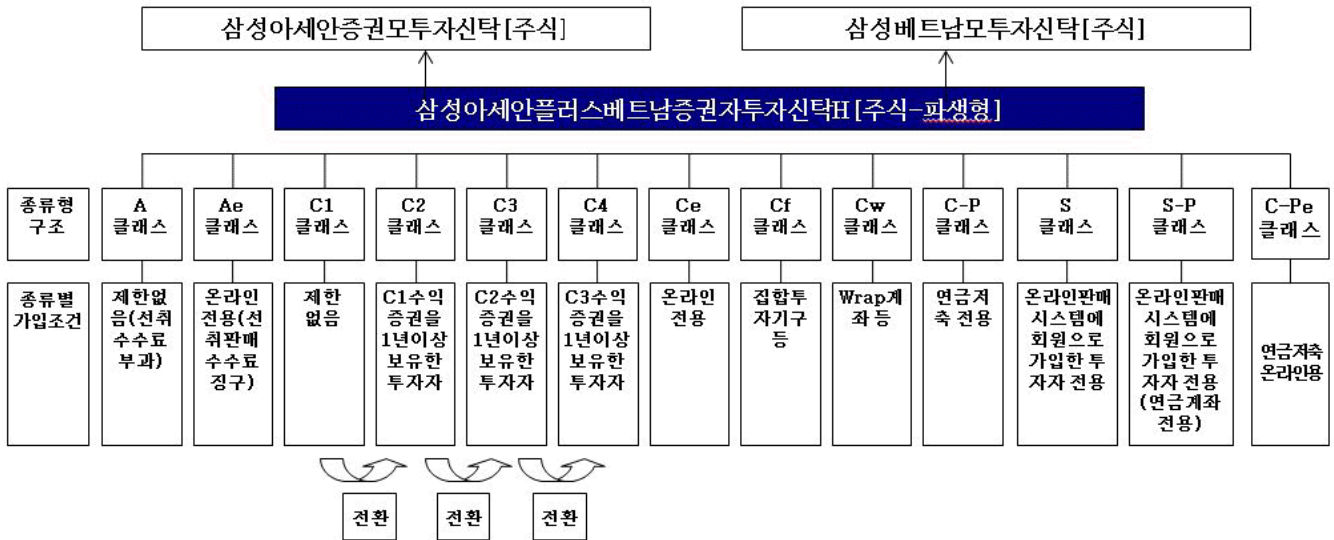 삼성아세안증권모투자신탁[주식]
삼성베트남모투자신탁[주식]
삼성아세안플러스베트남증권자투자신탁H[주식-파생형]
종류형
구조
A
클래스
Ae
클래스
C1
클래스
C2
클래스
C3
클래스
C4
클래스
Ce
클래스
Cf
클래스
Cw
클래스
C-P
클래스
S
클래스
S-P
클래스
C-Pe
클래스
종류별
가입조건
제한없
음(선취
수수료
부과)
온라인
전용(선
취판매
수수료
징구)
제한
없음
C1수익
증권을
1년이상
보유한
투자자
C2수익
증권을
1년이상
보유한
투자자
C3수익
증권을
1년이상
보유한
투자자
온라인
전용
집합투
자기구
등
Wrap계
좌 등
연금저
축 전용
온라인판매
시스템에
회원으로
가입한 투
자자 전용
온라인판매
시스템에
회원으로
가입한 투
자자 전용
(연금계좌
전용)
연금저축
온라인용
전환
전환
전환